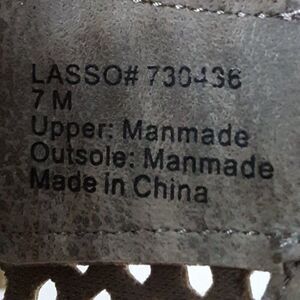 LASSO# 730436
7 M
Upper: Manmade
Outsole: Manmade
Made in China